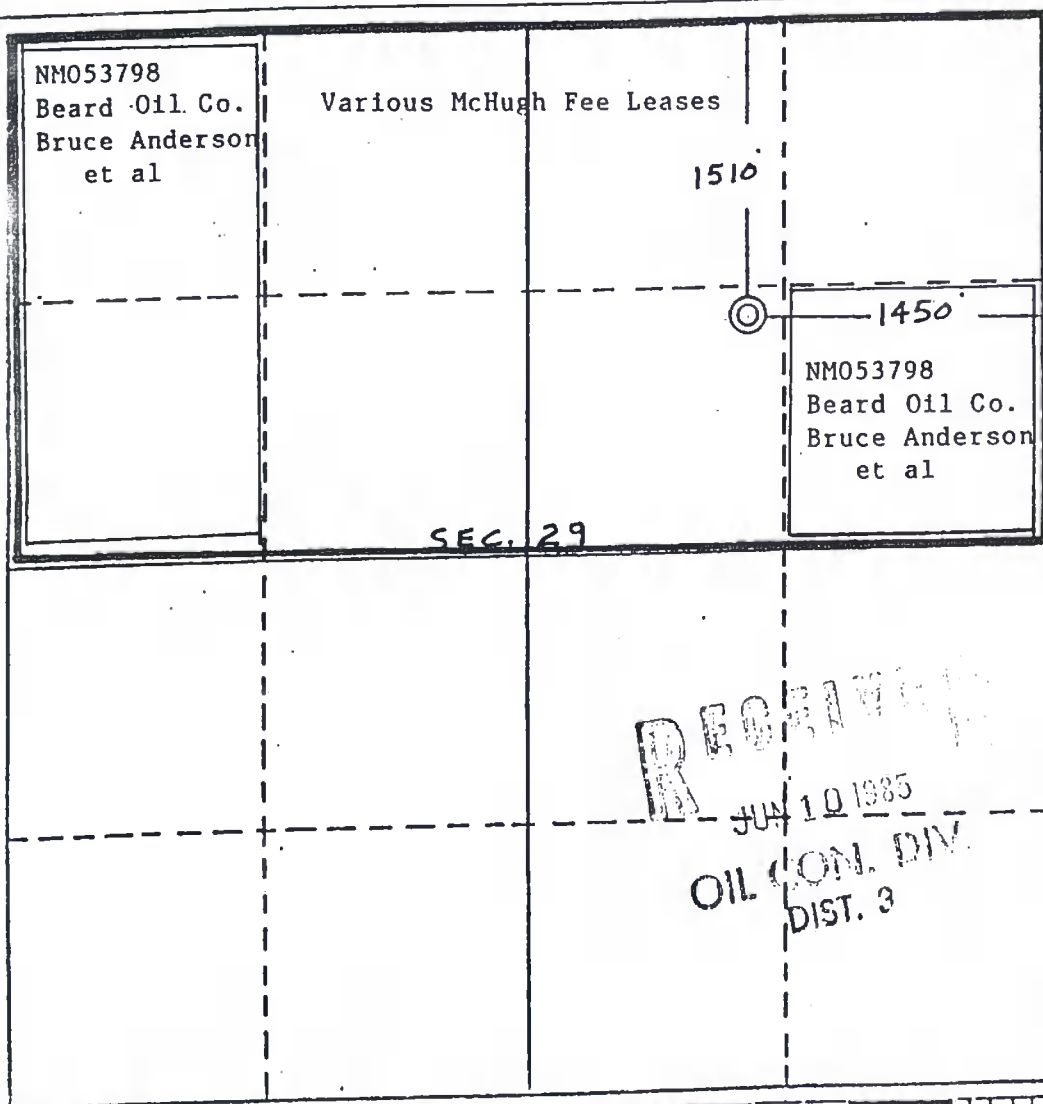 NM053798
Beard Oil Co.
Bruce Anderson
et al
Various McHugh Fee Leases
1510'
1450'
NM053798
Beard Oil Co.
Bruce Anderson
et al
SEC. 29
RECEIVED
JUN 10 1985
OIL CON. DIV.
DIST. 3